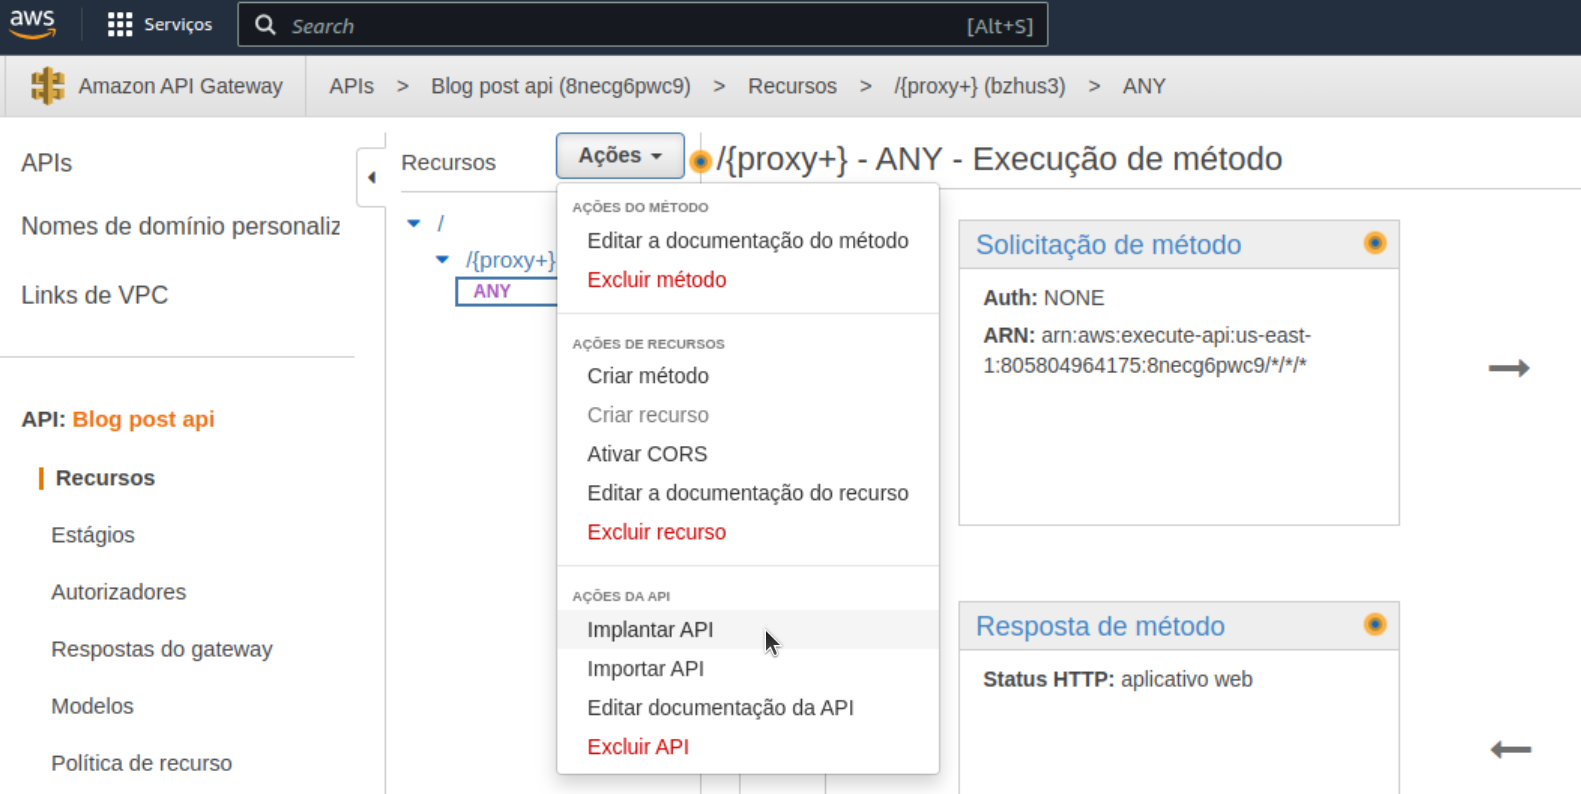 aws
Serviços
Search
[Alt+S]
Amazon API Gateway
APIs > Blog post api (8necg6pwc9) > Recursos > /{proxy+} (bzhus3) > ANY
APIs
Nomes de domínio personaliz
Links de VPC
API: Blog post api
Recursos
Estágios
Autorizadores
Respostas do gateway
Modelos
Política de recurso
Recursos
Ações
/
/{proxy+}
ANY
AÇÕES DO MÉTODO
Editar a documentação do método
Excluir método
AÇÕES DE RECURSOS
Criar método
Criar recurso
Ativar CORS
Editar a documentação do recurso
Excluir recurso
AÇÕES DA API
Implantar API
Importar API
Editar documentação da API
Excluir API
/{proxy+} - ANY - Execução de método
Solicitação de método
Auth: NONE
ARN: arn:aws:execute-api:us-east-
1:805804964175:8necg6pwc9/*/*/*
Resposta de método
Status HTTP: aplicativo web